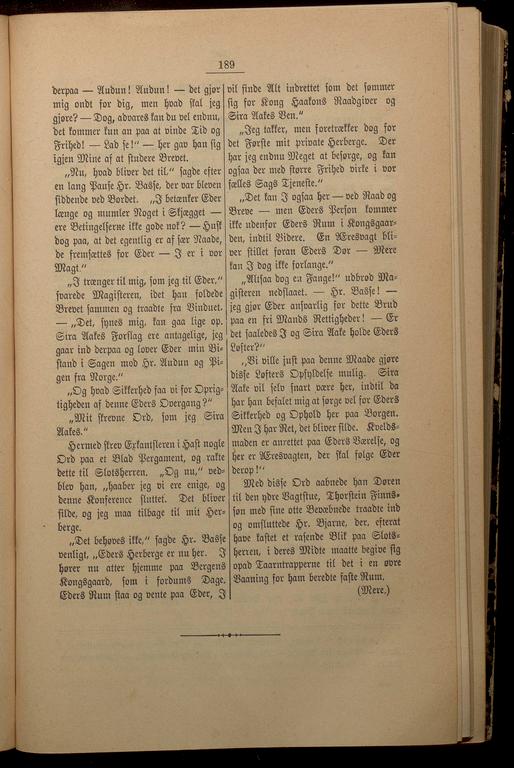 189
derpaa — Audun! Audun! — det gjør
mig ondt for dig, men hvad skal jeg
gjøre? — Dog, advares kan du vel endnu,
det kommer kun an paa at vinde Tid og
Frihed! — Lad se!" — her gav han sig
igjen Mine af at studere Brevet.
„Nu, hvad bliver det til." sagde efter
en lang Pause Hr. Basse, der var bleven
siddende ved Bordet. „I betænker Eder
længe og mumler Noget i Skjægget —
ere Betingelserne ikke gode nok? — Husk
dog paa, at det egentlig er af sær Naade,
de fremsættes for Eder — I er i vor
Magt."
„I trænger til mig, som jeg til Eder,"
svarede Magisteren, idet han foldede
Brevet sammen og traadte fra Vinduet.
— „Det, synes mig, kan gaa lige op.
Sira Aakes Forslag ere antagelige, jeg
gaar ind derpaa og lover Eder min Bi-
stand i Sagen mod Hr. Audun og Pi-
gen fra Norge."
„Og hvad Sikkerhed faa vi for Oprig-
tigheden af denne Eders Overgang?"
„Mit skrevne Ord, som jeg Sira
Aakes."
Hermed skrev Erkantsleren i Hast nogle
Ord paa et Blad Pergament, og rakte
dette til Slotsherren. „Og nu," ved-
blev han, „haaber jeg vi ere enige, og
denne Konference sluttet. Det bliver
silde, og jeg maa tilbage til mit Her-
berge.
„Det behøves ikke," sagde Hr. Basse
venligt, „Eders Herberge er nu her. I
hører nu atter hjemme paa Bergens
Kongsgaard, som i fordums Dage.
Eders Rum staa og vente paa Eder, I
vil finde Alt indrettet som det sømmer
sig for Kong Haakons Raadgiver og
Sira Aakes Ven."
„Jeg takker, men foretrækker dog for
det Første mit private Herberge. Der
har jeg endnu Meget at besørge, og kan
ogsaa der med større Frihed virke i vor
fælles Sags Tjeneste."
„Det kan I ogsaa her — ved Raad og
Breve — men Eders Person kommer
ikke udenfor Eders Rum i Kongsgaar-
den, indtil Videre. En Æresvagt bli-
ver stillet foran Eders Dør — Mere
kan I dog ikke forlange."
„Altsaa dog en Fange!" udbrød Ma-
gisteren nedslaaet. — Hr. Basse! —
jeg gjør Eder ansvarlig for dette Brud
paa en fri Mands Rettigheder! — Er
det saaledes I og Sira Aake holde Eders
Løfter?"
„Vi ville just paa denne Maade gjøre
disse Løfters Opfyldelse mulig. Sira
Aake vil selv snart være her, indtil da
har han befalet mig at sørge vel for Eders
Sikkerhed og Ophold her paa Borgen.
Men I har Ret, det bliver silde. Kvelds-
maden er anrettet paa Eders Værelse, og
her er Æresvagten, der skal følge Eder
derop!"
Med disse Ord aabnede han Døren
til den ydre Vagtstue, Thorstein Finns-
søn med sine otte Bevæbnede traadte ind
og omsluttede Hr. Bjarne, der, efterat
have kastet et rasende Blik paa Slots-
herren, i deres Midte maatte begive sig
opad Taarntrapperne til det i en øvre
Vaaning for ham beredte faste Rum.
(Mere.)